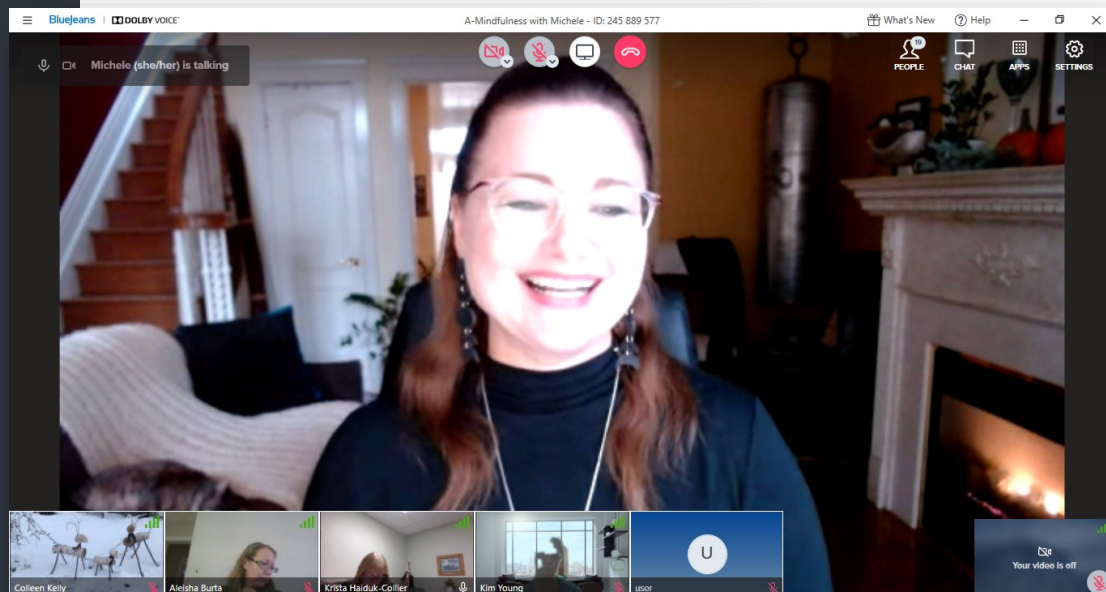 BlueJeans | DOLBY VOICE
A-Mindfulness with Michele - ID: 245 889 577
What's New
Help
Michele (she/her) is talking
19
PEOPLE
CHAT
APPS
SETTINGS
Colleen Kelly
Aleisha Burta
Krista Haiduk-Collier
Kim Young
U
user
Your video is off